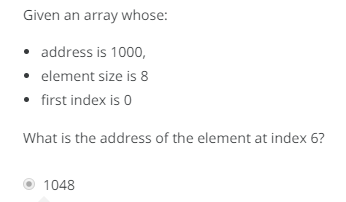 Given an array whose:
• address is 1000,
• element size is 8
• first index is 0
What is the address of the element at index 6?
1048